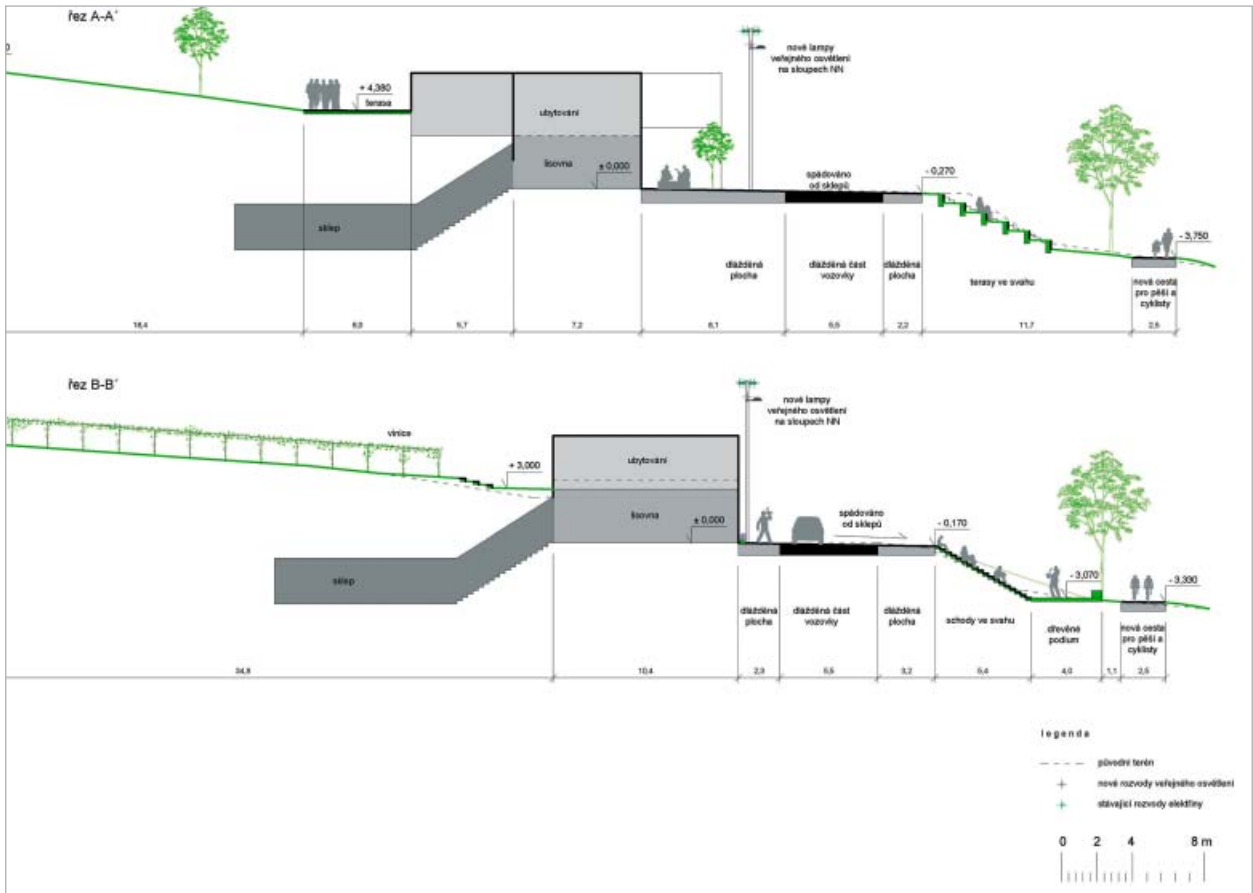 řez A-A´
0
+ 4,380
terasa
nové lampy
veřejného osvětlení
na sloupech NN
ubytování
lisovna
± 0,000
spádováno
od sklepů
- 0,270
- 3,750
sklep
dlážděná
plocha
dlážděná část
vozovky
dlážděná
plocha
terasy ve svahu
nová cesta
pro pěší a
cyklisty
6,0
5,7
7,2
8,1
5,5
2,2
11,7
2,5
řez B-B´
vinice
+ 3,000
nové lampy
veřejného osvětlení
na sloupech NN
ubytování
lisovna
± 0,000
spádováno
od sklepů
- 0,170
- 3,070
- 3,330
sklep
dlážděná
plocha
dlážděná část
vozovky
dlážděná
plocha
schody ve svahu
dřevěné
podium
nová cesta
pro pěší a
cyklisty
10,4
2,3
5,5
3,2
5,4
4,0
1,1
2,5
legenda
původní terén
nové rozvody veřejného osvětlení
stávající rozvody elektřiny
0 2 4 8 m